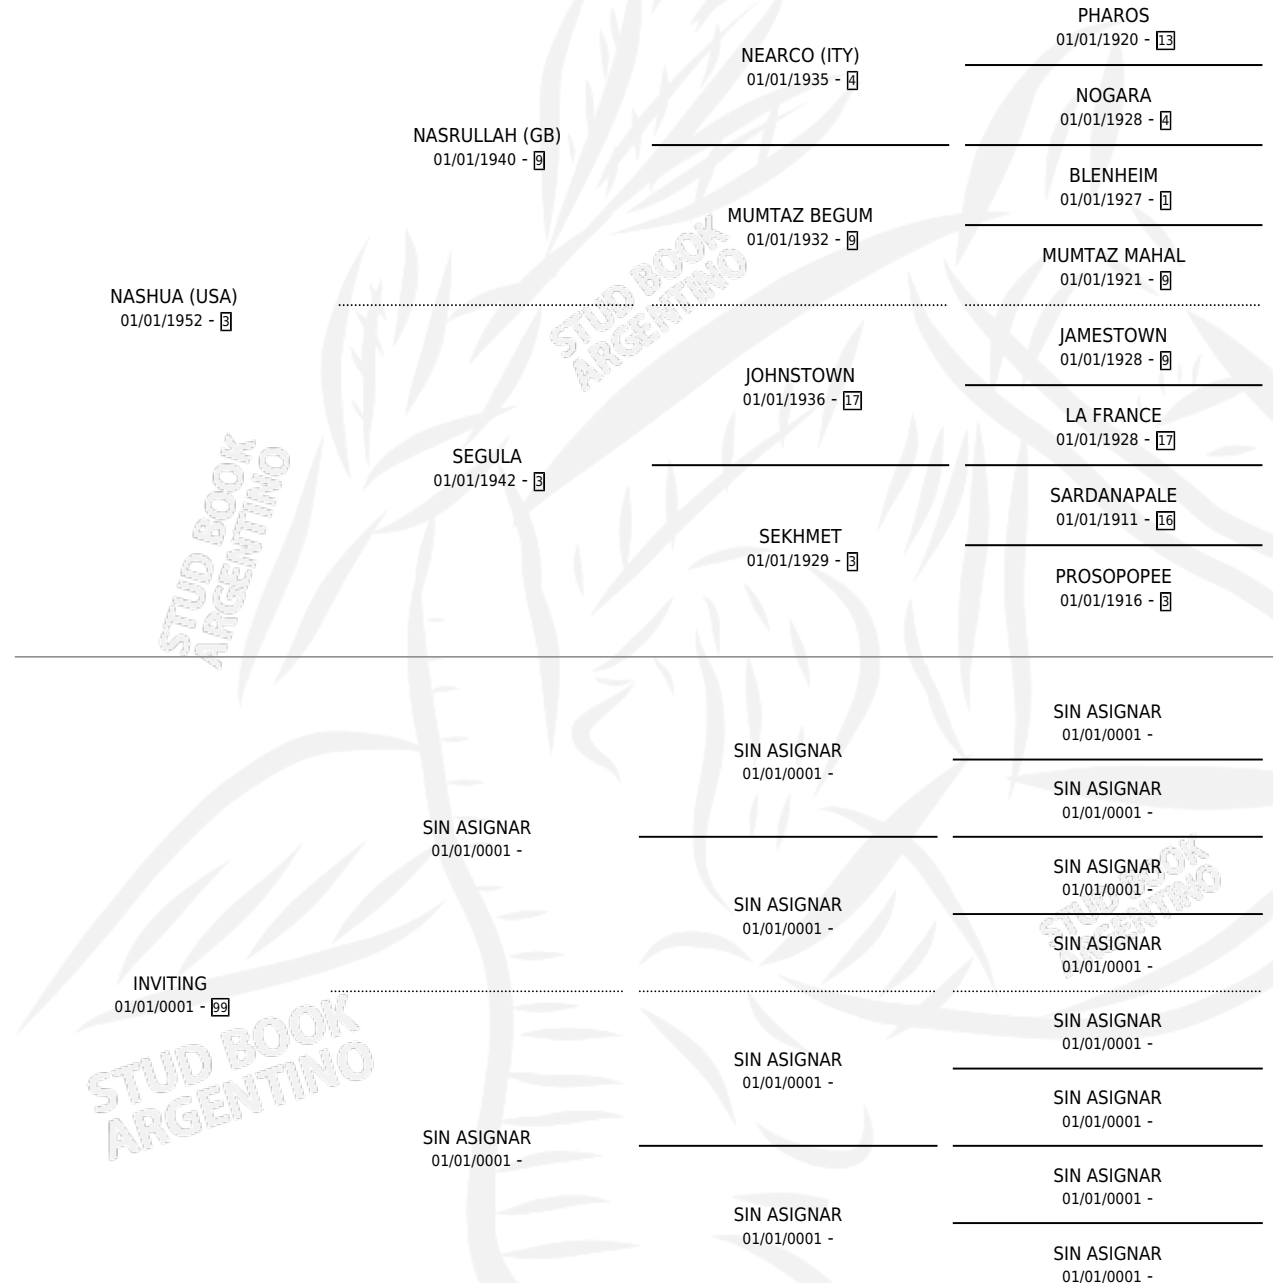 PHAROS
01/01/1920 - 13
NEARCO (ITY)
01/01/1935 - 4
NOGARA
01/01/1928 - 4
NASRULLAH (GB)
01/01/1940 - 9
BLENHEIM
01/01/1927 - 1
MUMTAZ BEGUM
01/01/1932 - 9
MUMTAZ MAHAL
01/01/1921 - 9
NASHUA (USA)
01/01/1952 - 3
JAMESTOWN
01/01/1928 - 9
JOHNSTOWN
01/01/1936 - 17
LA FRANCE
01/01/1928 - 17
SEGULA
01/01/1942 - 3
SARDANAPALE
01/01/1911 - 16
SEKHMET
01/01/1929 - 3
PROSOPOPEE
01/01/1916 - 3
SIN ASIGNAR
01/01/0001 -
SIN ASIGNAR
01/01/0001 -
SIN ASIGNAR
01/01/0001 -
SIN ASIGNAR
01/01/0001 -
SIN ASIGNAR
01/01/0001 -
SIN ASIGNAR
01/01/0001 -
SIN ASIGNAR
01/01/0001 -
INVITING
01/01/0001 - 99
SIN ASIGNAR
01/01/0001 -
SIN ASIGNAR
01/01/0001 -
SIN ASIGNAR
01/01/0001 -
SIN ASIGNAR
01/01/0001 -
SIN ASIGNAR
01/01/0001 -
SIN ASIGNAR
01/01/0001 -
SIN ASIGNAR
01/01/0001 -
STUD BOOK
ARGENTINO
STUD BOOK
ARGENTINO
STUD BOOK
ARGENTINO
STUD BOOK
ARGENTINO